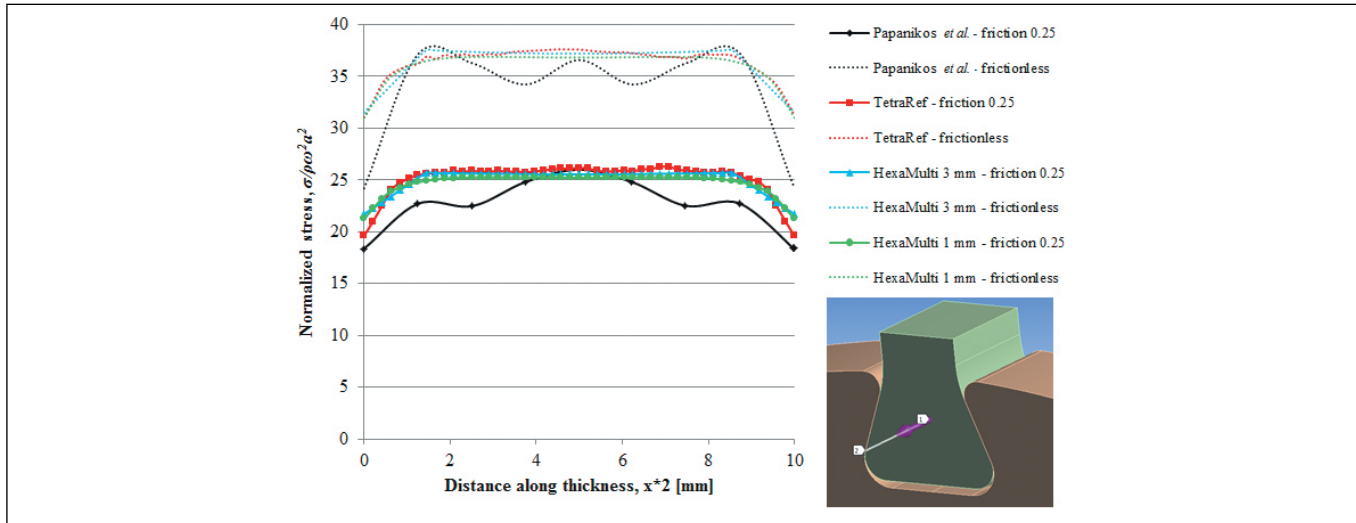 40
35
30
25
20
15
10
5
0
Normalized stress, σ/ρω²a²
0 2 4 6 8 10
Distance along thickness, x*2 [mm]
Papanikos et al. - friction 0.25
Papanikos et al. - frictionless
TetraRef - friction 0.25
TetraRef - frictionless
HexaMulti 3 mm - friction 0.25
HexaMulti 3 mm - frictionless
HexaMulti 1 mm - friction 0.25
HexaMulti 1 mm - frictionless
1
2